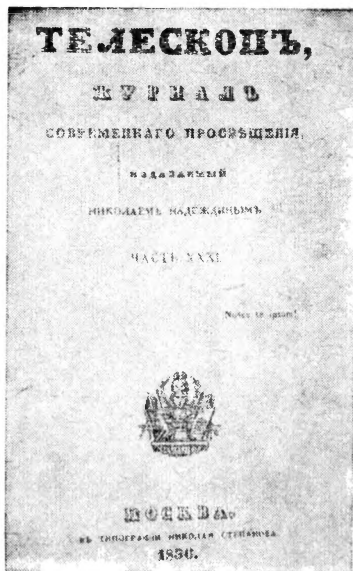 ТЕЛЕСКОПЪ,
ЖУРНАЛЪ
СОВРЕМЕННАГО ПРОСВѢЩЕНІЯ,
издаваемый
НИКОЛАЕМЪ НАДЕЖДИНЫМЪ
ЧАСТЬ XXXI.
МОСКВА.
ВЪ ТИПОГРАФІИ НИКОЛАЯ СТЕПАНОВА
1836.